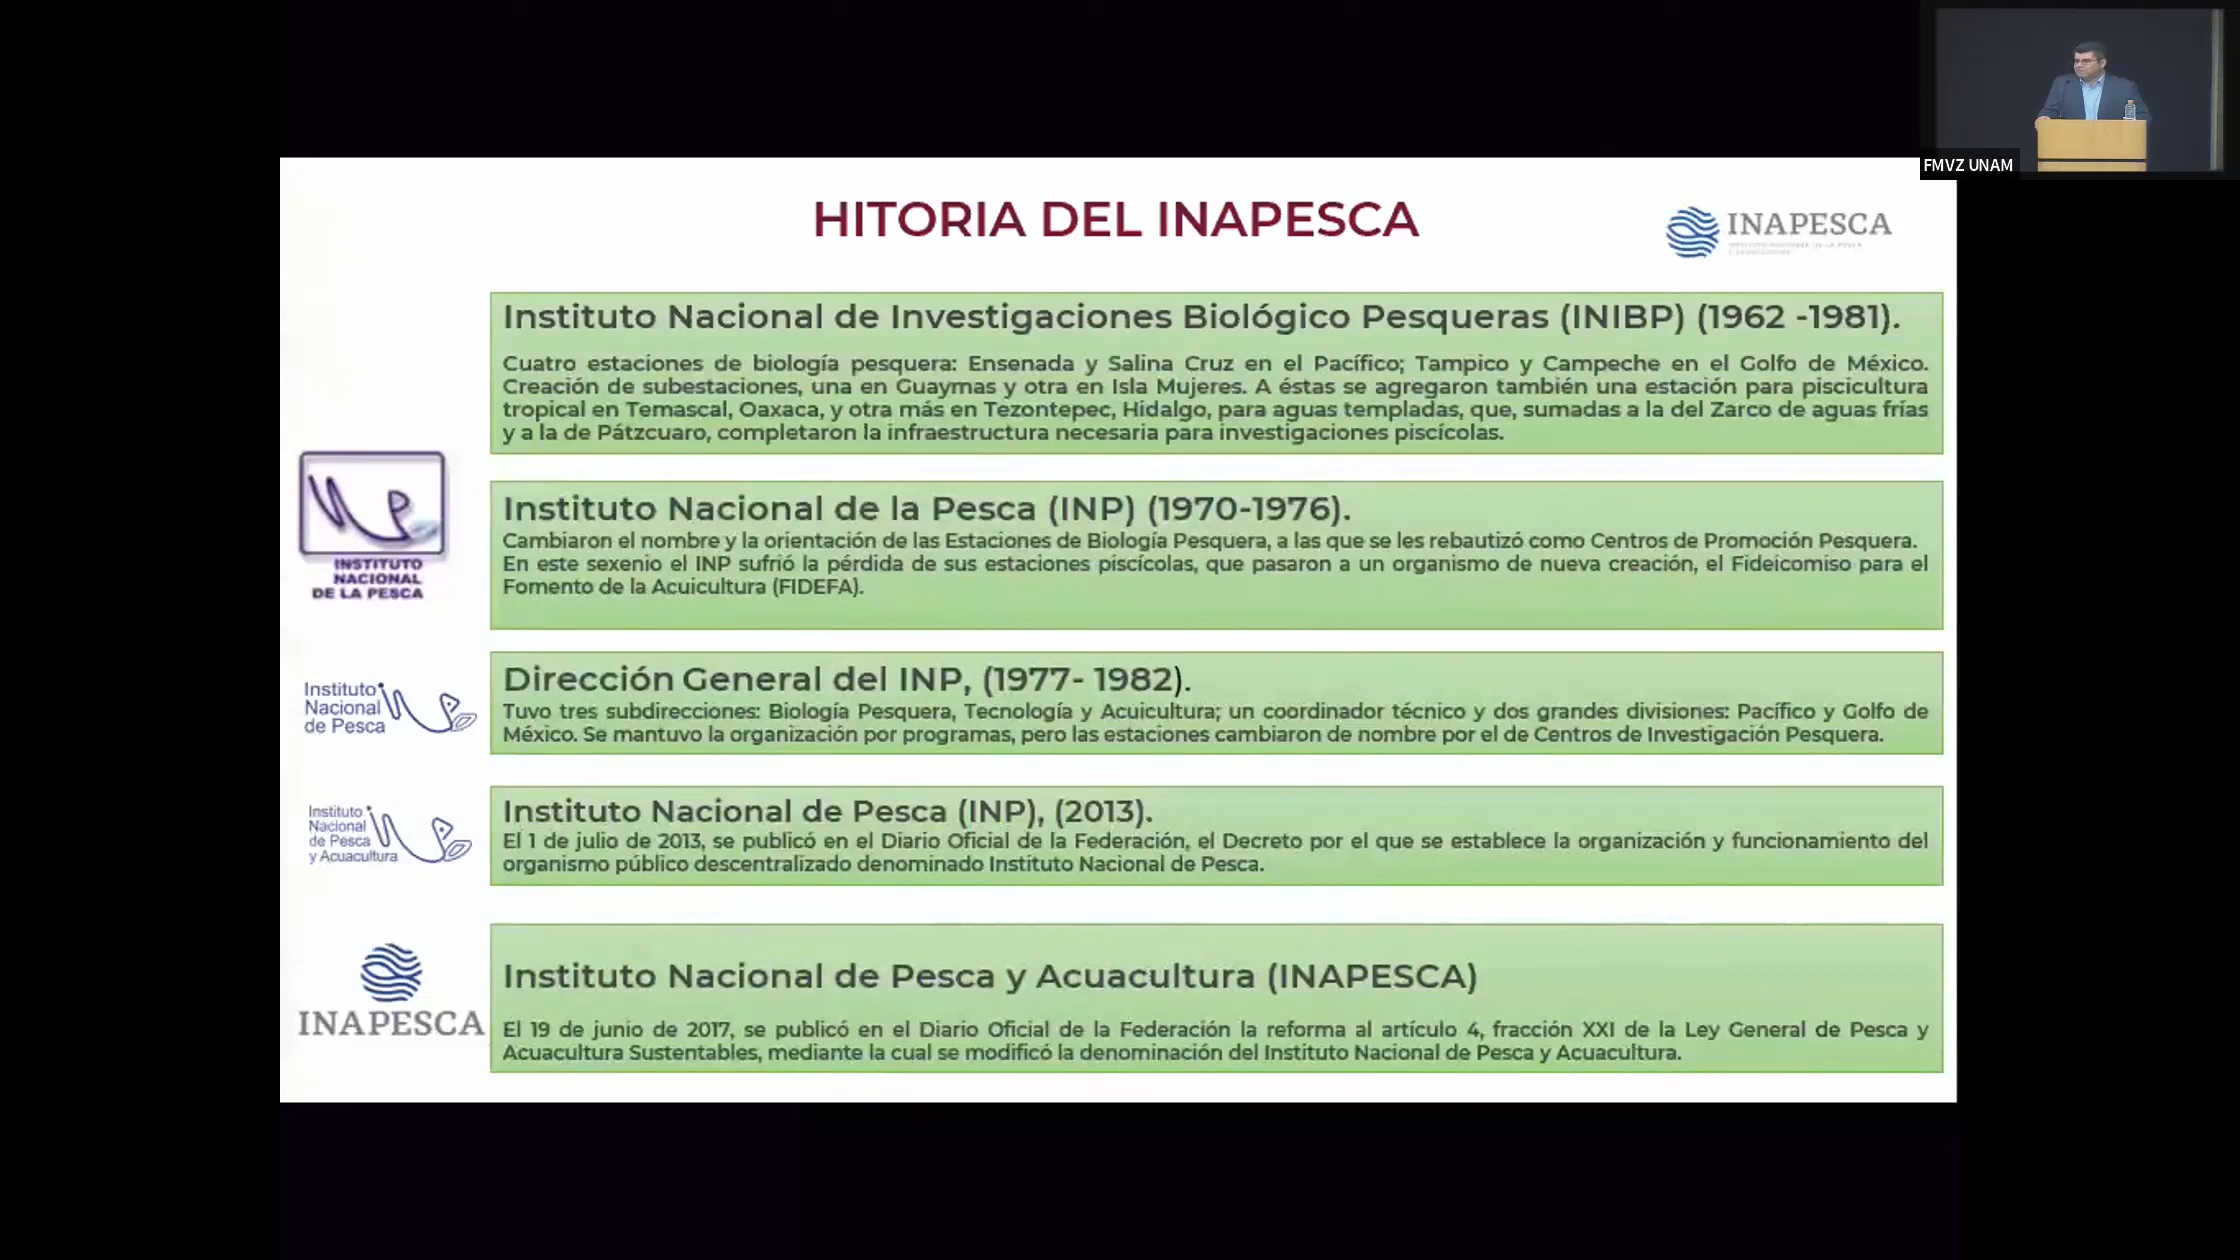 FMVZ UNAM
HITORIA DEL INAPESCA
INAPESCA
Instituto Nacional de Investigaciones Biológico Pesqueras (INIBP) (1962 -1981).
Cuatro estaciones de biología pesquera: Ensenada y Salina Cruz en el Pacífico; Tampico y Campeche en el Golfo de México.
Creación de subestaciones, una en Guaymas y otra en Isla Mujeres. A éstas se agregaron también una estación para piscicultura
tropical en Temascal, Oaxaca, y otra más en Tezontepec, Hidalgo, para aguas templadas, que, sumadas a la del Zarco de aguas frías
y a la de Pátzcuaro, completaron la infraestructura necesaria para investigaciones piscícolas.
INSTITUTO
NACIONAL
DE LA PESCA
Instituto Nacional de la Pesca (INP) (1970-1976).
Cambiaron el nombre y la orientación de las Estaciones de Biología Pesquera, a las que se les rebautizó como Centros de Promoción Pesquera.
En este sexenio el INP sufrió la pérdida de sus estaciones piscícolas, que pasaron a un organismo de nueva creación, el Fideicomiso para el
Fomento de la Acuicultura (FIDEFA).
Instituto
Nacional
de Pesca
Dirección General del INP, (1977- 1982).
Tuvo tres subdirecciones: Biología Pesquera, Tecnología y Acuicultura; un coordinador técnico y dos grandes divisiones: Pacífico y Golfo de
México. Se mantuvo la organización por programas, pero las estaciones cambiaron de nombre por el de Centros de Investigación Pesquera.
Instituto
Nacional
de Pesca
y Acuacultura
Instituto Nacional de Pesca (INP), (2013).
El 1 de julio de 2013, se publicó en el Diario Oficial de la Federación, el Decreto por el que se establece la organización y funcionamiento del
organismo público descentralizado denominado Instituto Nacional de Pesca.
INAPESCA
Instituto Nacional de Pesca y Acuacultura (INAPESCA)
El 19 de junio de 2017, se publicó en el Diario Oficial de la Federación la reforma al artículo 4, fracción XXI de la Ley General de Pesca y
Acuacultura Sustentables, mediante la cual se modificó la denominación del Instituto Nacional de Pesca y Acuacultura.